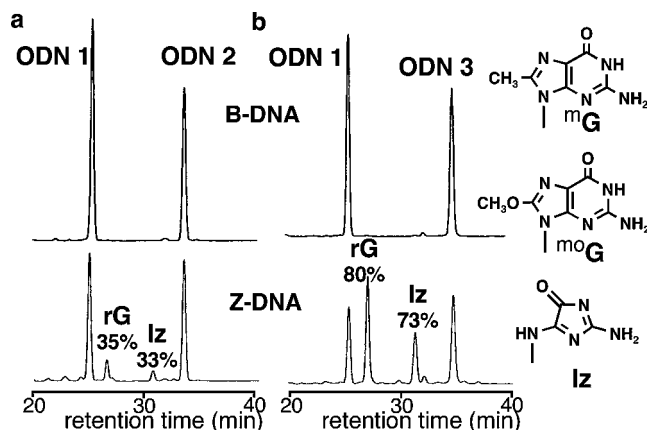 a
b
ODN 1
ODN 2
ODN 1
ODN 3
B-DNA
Z-DNA
rG
35%
Iz
33%
rG
80%
Iz
73%
20 30 40
retention time (min)
20 30 40
retention time (min)
O
N
NH
CH₃
N
N
NH₂
ᵐG
O
N
NH
CH₃O
N
N
NH₂
ᵐᵒG
O
N
HN
N
NH₂
Iz